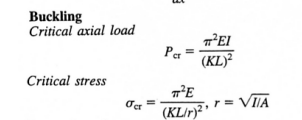 Buckling
Critical axial load
P_cr = π²EI / (KL)²
Critical stress
σ_cr = π²E / (KL/r)², r = √I/A